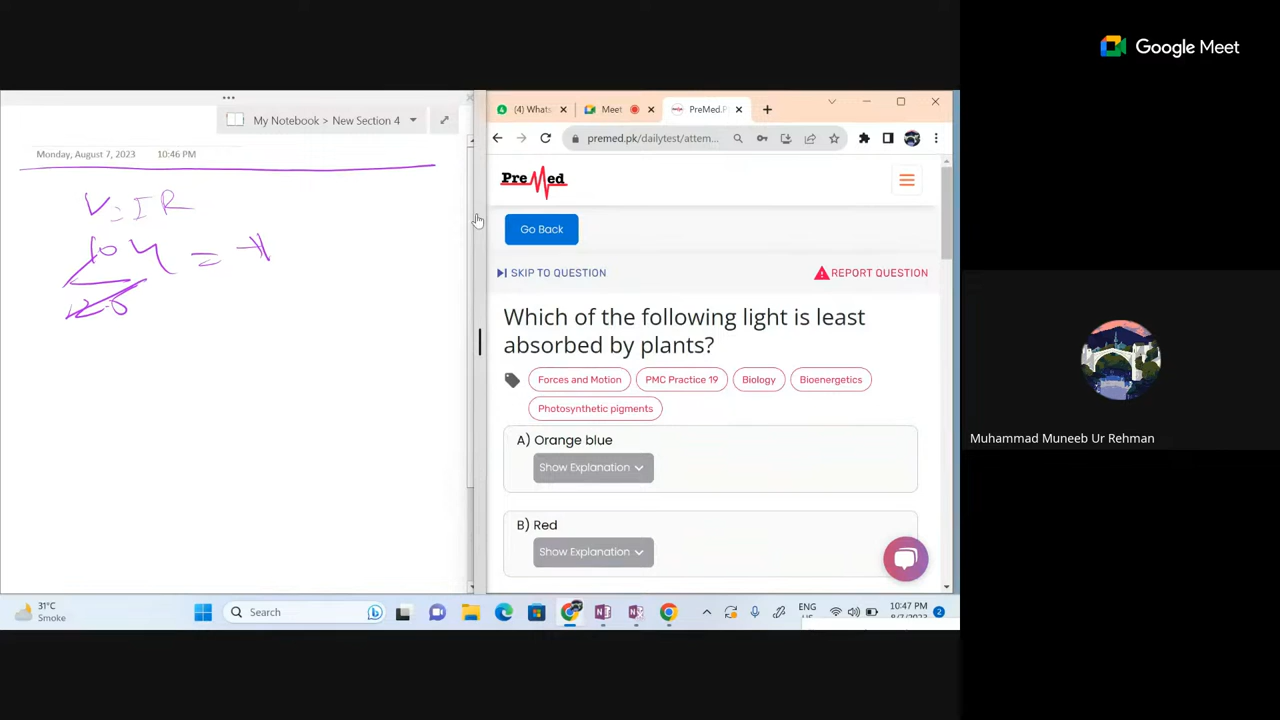 Google Meet
My Notebook > New Section 4
Monday, August 7, 2023 10:46 PM
V=IR
(4) Whats
Meet
PreMed.P
premed.pk/dailytest/attem...
PreMed
Go Back
SKIP TO QUESTION
REPORT QUESTION
Which of the following light is least
absorbed by plants?
Forces and Motion
PMC Practice 19
Biology
Bioenergetics
Photosynthetic pigments
A) Orange blue
Show Explanation
B) Red
Show Explanation
Muhammad Muneeb Ur Rehman
31°C
Smoke
Search
ENG
10:47 PM
8/7/2023
2